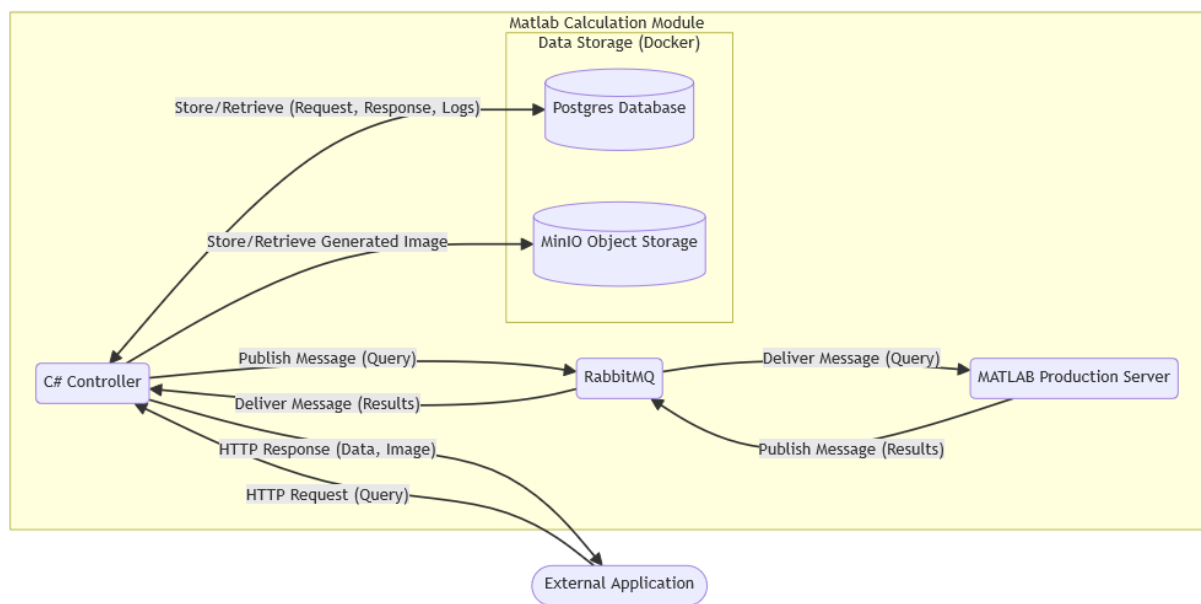 Matlab Calculation Module
Data Storage (Docker)
Store/Retrieve (Request, Response, Logs)
Postgres Database
Store/Retrieve Generated Image
MinIO Object Storage
C# Controller
Publish Message (Query)
RabbitMQ
Deliver Message (Query)
MATLAB Production Server
Deliver Message (Results)
HTTP Response (Data, Image)
Publish Message (Results)
HTTP Request (Query)
External Application